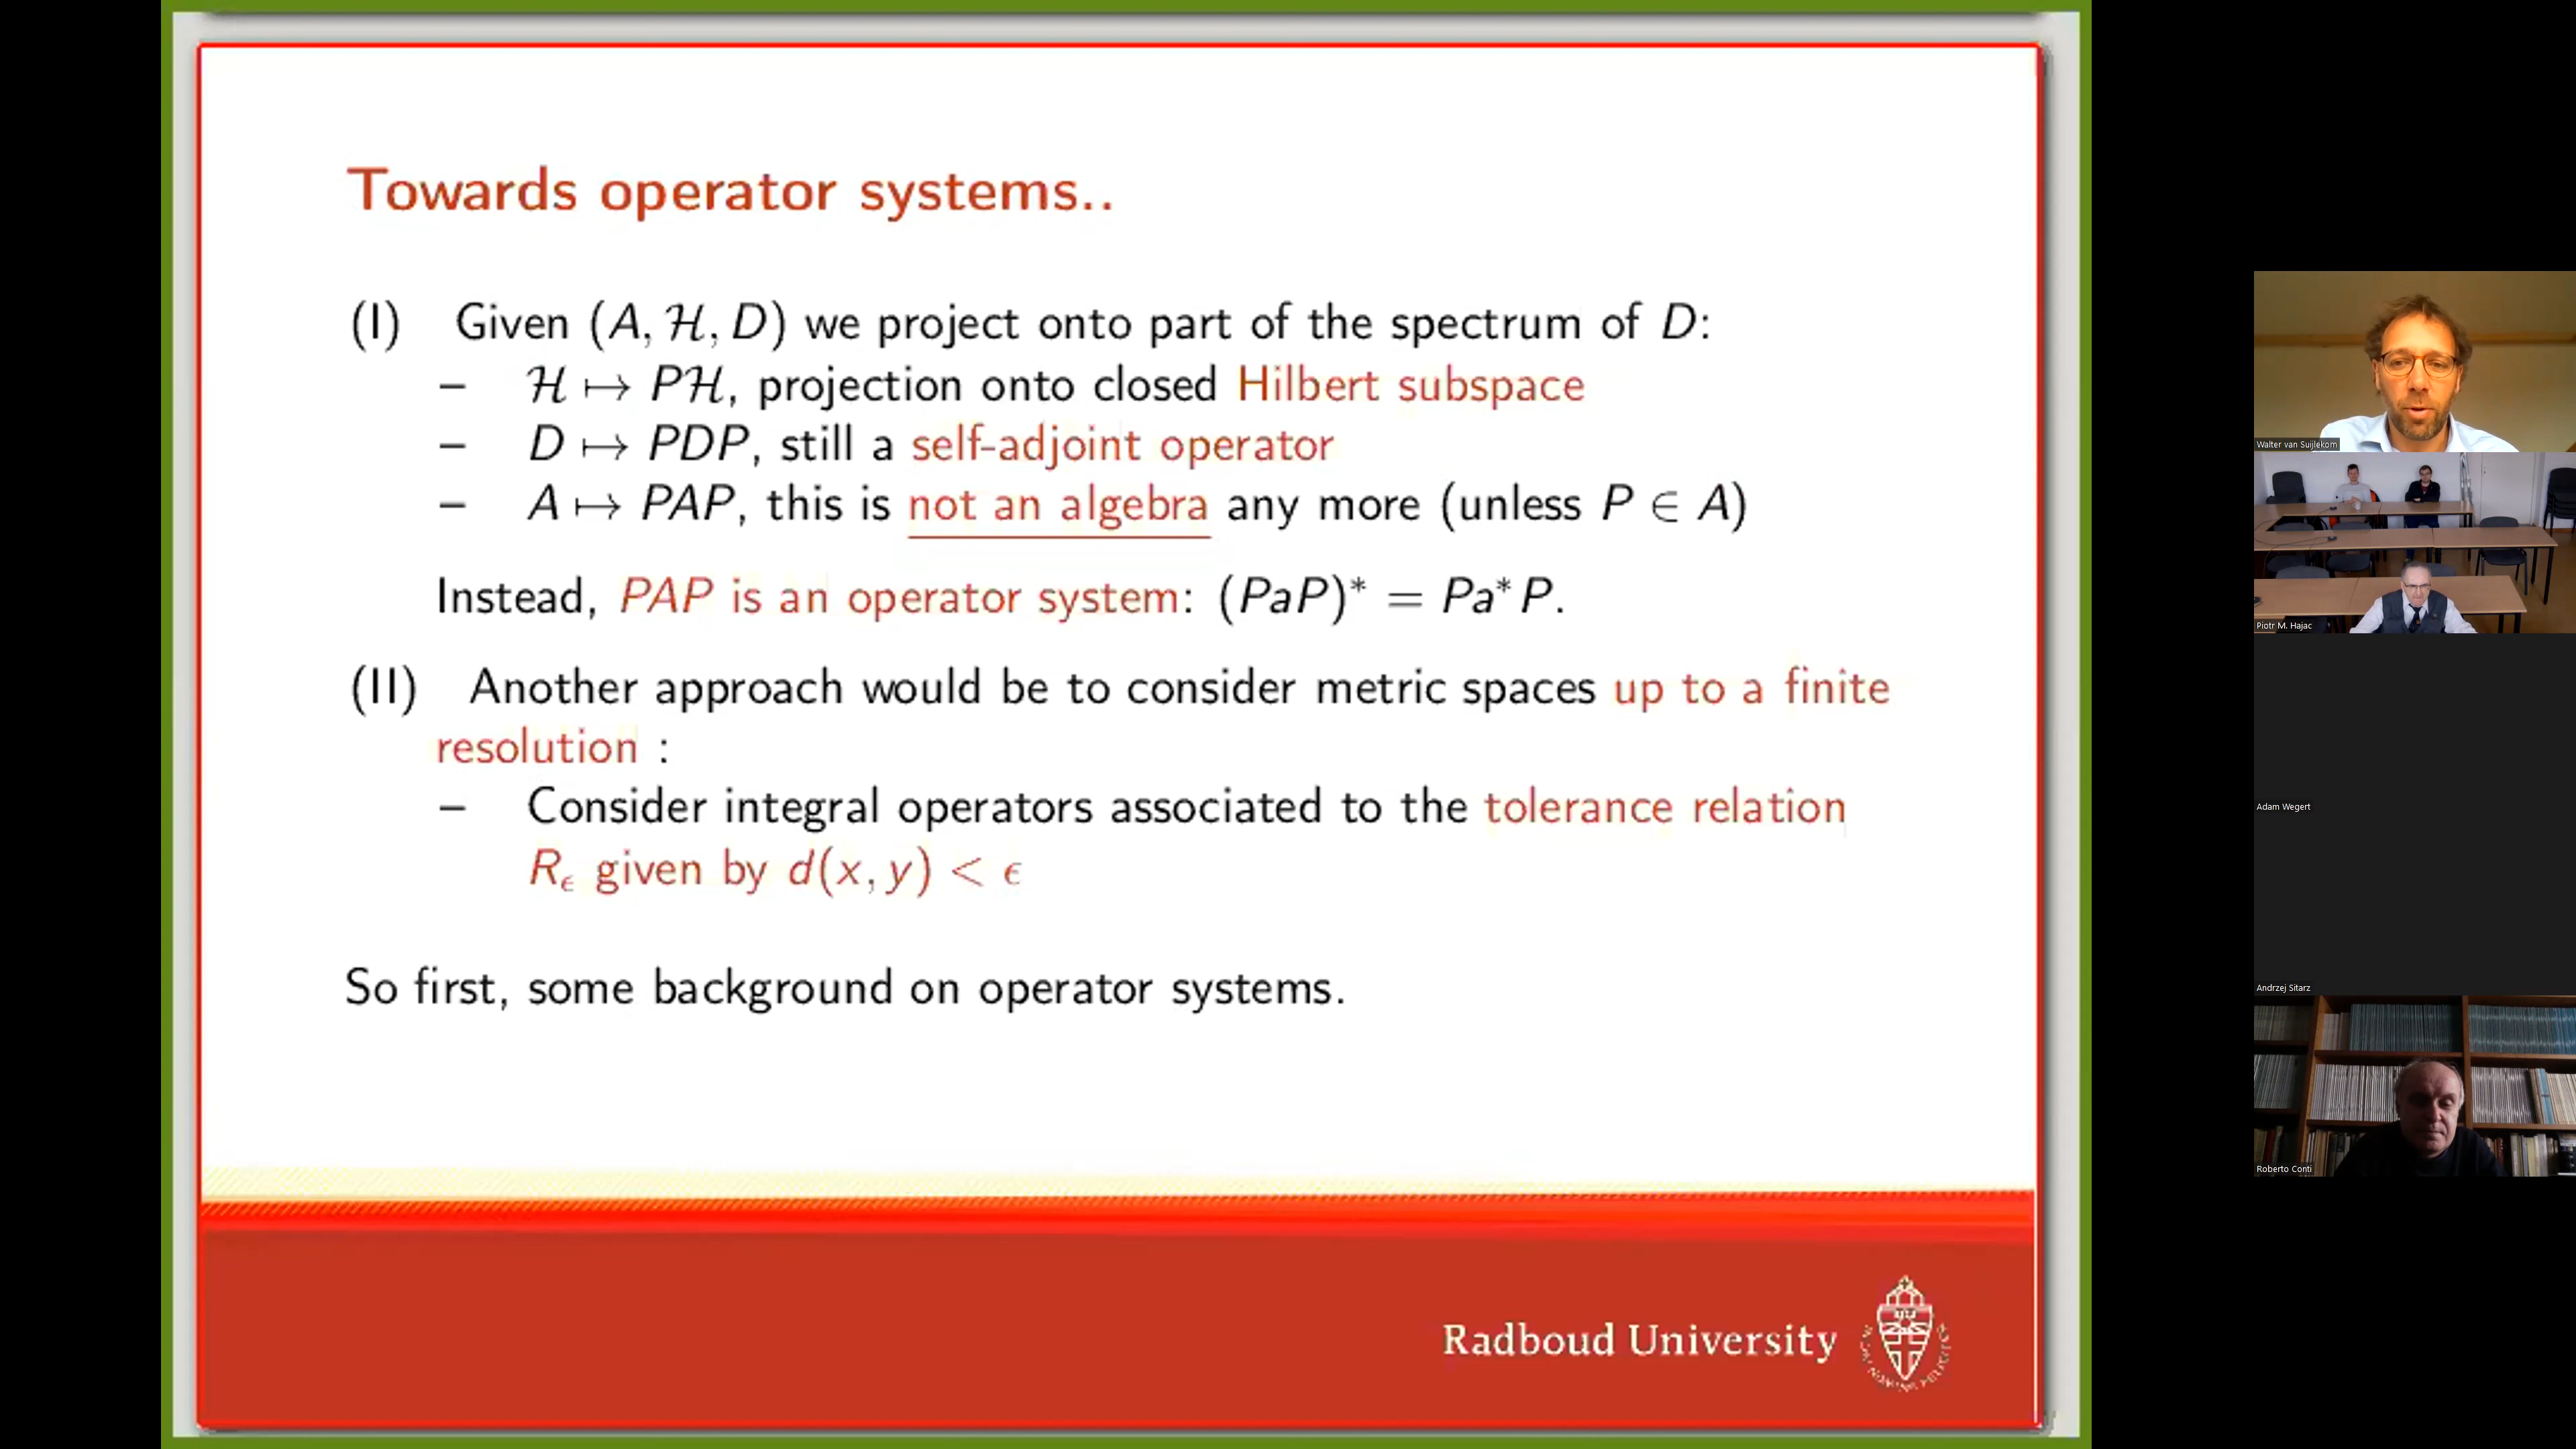 Towards operator systems..
(I) Given (A, ℋ, D) we project onto part of the spectrum of D:
– ℋ ↦ Pℋ, projection onto closed Hilbert subspace
– D ↦ PDP, still a self-adjoint operator
– A ↦ PAP, this is not an algebra any more (unless P ∈ A)
Instead, PAP is an operator system: (PaP)* = Pa*P.
(II) Another approach would be to consider metric spaces up to a finite
resolution :
– Consider integral operators associated to the tolerance relation
Rϵ given by d(x, y) < ϵ
So first, some background on operator systems.
Radboud University
Walter van Suijlekom
Piotr M. Hajac
Adam Wegert
Andrzej Sitarz
Roberto Conti